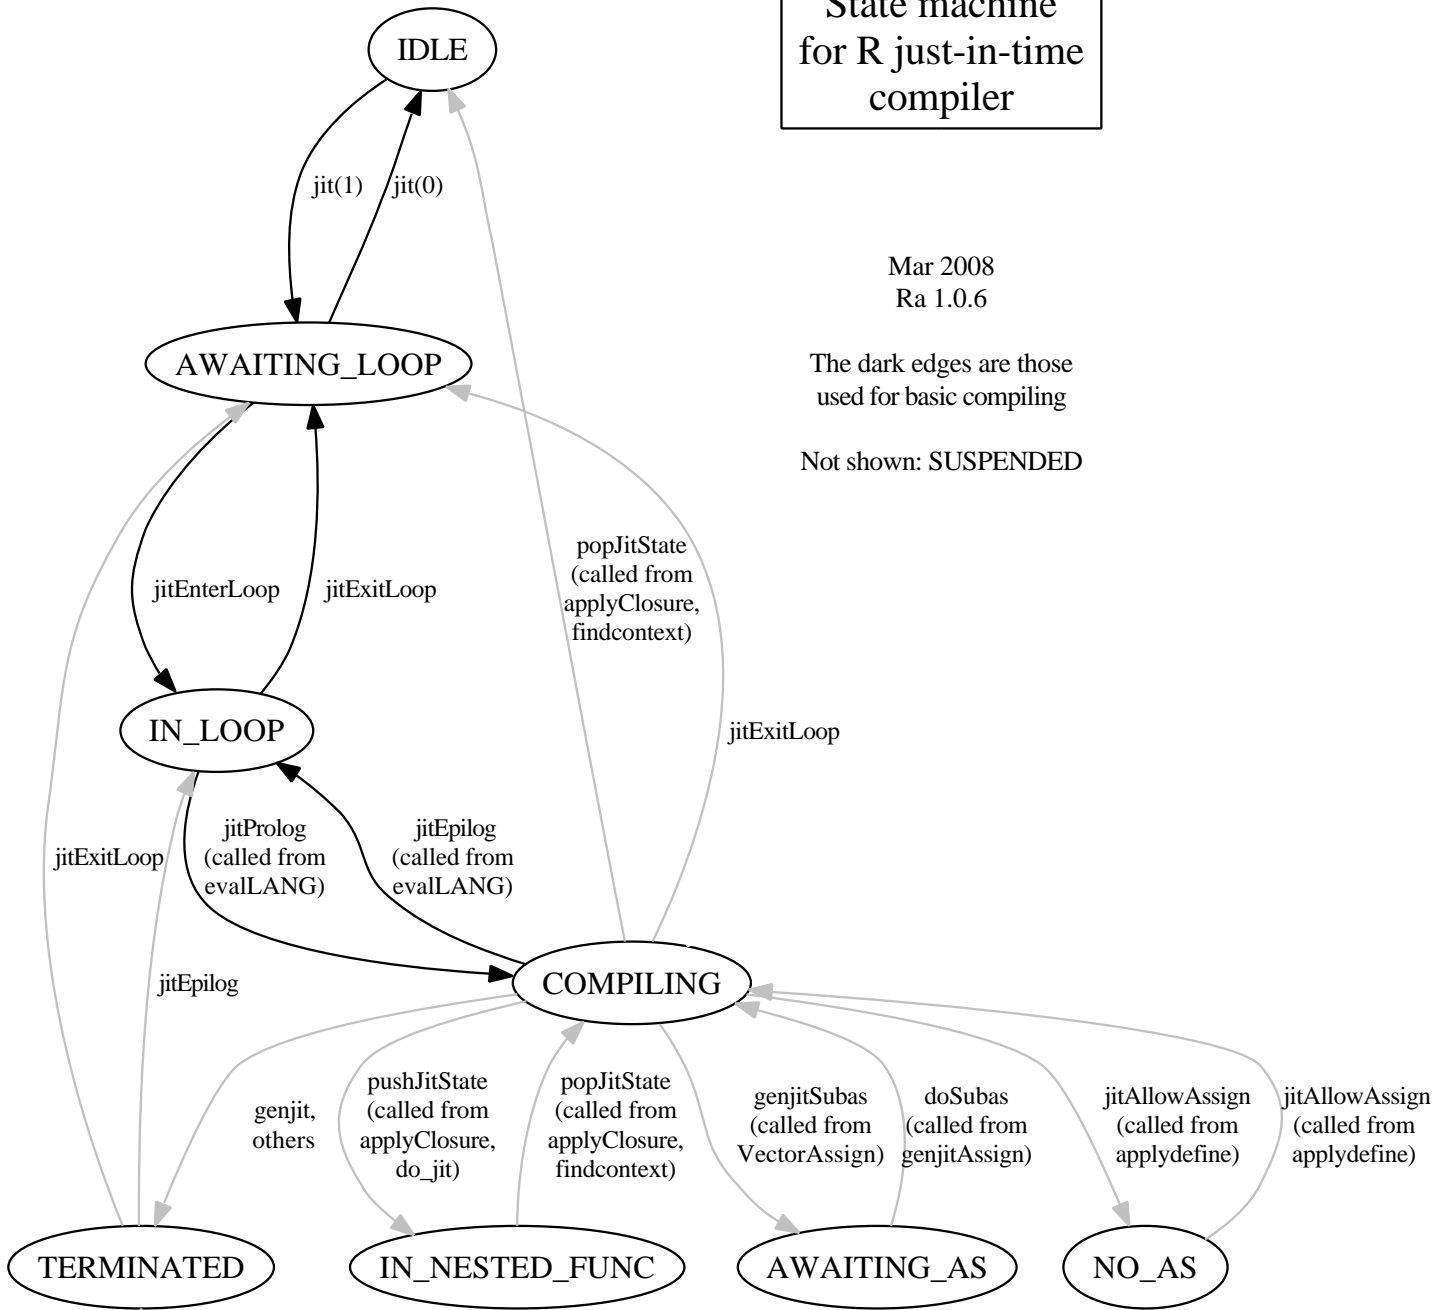 State machine
for R just-in-time
compiler
IDLE
jit(1)
jit(0)
Mar 2008
Ra 1.0.6
The dark edges are those
used for basic compiling
Not shown: SUSPENDED
AWAITING_LOOP
popJitState
(called from
applyClosure,
findcontext)
jitEnterLoop
jitExitLoop
IN_LOOP
jitExitLoop
jitExitLoop
jitProlog
(called from
evalLANG)
jitEpilog
(called from
evalLANG)
jitEpilog
COMPILING
genjit,
others
pushJitState
(called from
applyClosure,
do_jit)
popJitState
(called from
applyClosure,
findcontext)
genjitSubas
(called from
VectorAssign)
doSubas
(called from
genjitAssign)
jitAllowAssign
(called from
applydefine)
jitAllowAssign
(called from
applydefine)
TERMINATED
IN_NESTED_FUNC
AWAITING_AS
NO_AS